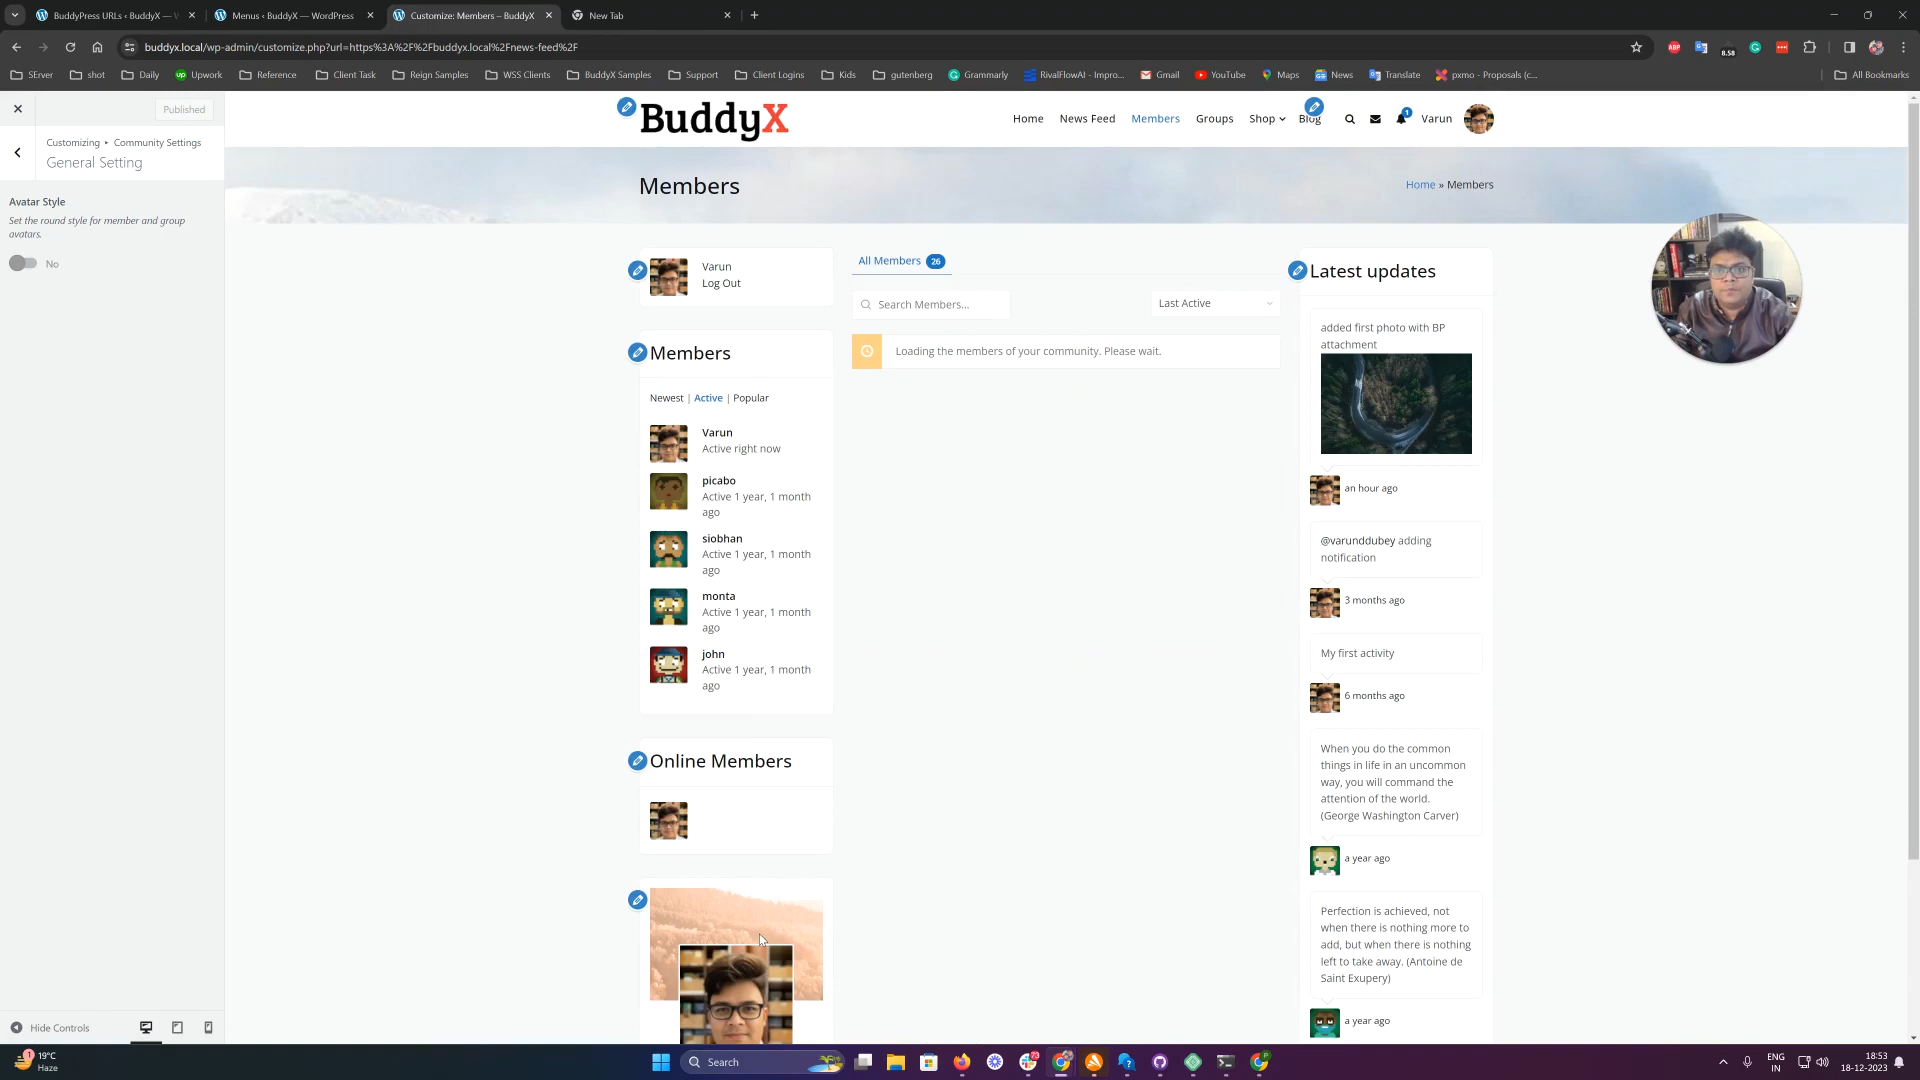 BuddyPress URLs ‹ BuddyX — W
Menus ‹ BuddyX — WordPress
Customize: Members – BuddyX
New Tab
buddyx.local/wp-admin/customize.php?url=https%3A%2F%2Fbuddyx.local%2Fnews-feed%2F
ABP
8.58
SErver
shot
Daily
up Upwork
Reference
Client Task
Reign Samples
WSS Clients
BuddyX Samples
Support
Client Logins
Kids
gutenberg
Grammarly
RivalFlowAI - Impro...
Gmail
YouTube
Maps
News
Translate
pxmo - Proposals (c...
All Bookmarks
Published
Customizing ▸ Community Settings
General Setting
Avatar Style
Set the round style for member and group
avatars.
No
Hide Controls
BuddyX
Home
News Feed
Members
Groups
Shop
Blog
1
Varun
Members
Home » Members
Varun
Log Out
Members
Newest | Active | Popular
Varun
Active right now
picabo
Active 1 year, 1 month
ago
siobhan
Active 1 year, 1 month
ago
monta
Active 1 year, 1 month
ago
john
Active 1 year, 1 month
ago
Online Members
All Members 26
Search Members...
Last Active
Loading the members of your community. Please wait.
Latest updates
added first photo with BP
attachment
an hour ago
@varunddubey adding
notification
3 months ago
My first activity
6 months ago
When you do the common
things in life in an uncommon
way, you will command the
attention of the world.
(George Washington Carver)
a year ago
Perfection is achieved, not
when there is nothing more to
add, but when there is nothing
left to take away. (Antoine de
Saint Exupery)
a year ago
1
19°C
Haze
Search
73
ENG
IN
18:53
18-12-2023